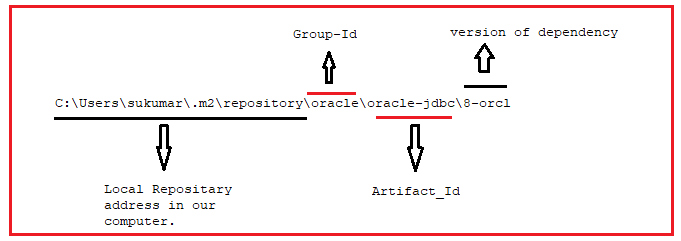 Group-Id
version of dependency
C:\Users\sukumar\.m2\repository\oracle\oracle-jdbc\8-orcl
Local Repositary
address in our
computer.
Artifact_Id